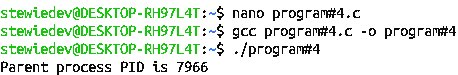 stewiedev@DESKTOP-RH97L4T:~$ nano program#4.c
stewiedev@DESKTOP-RH97L4T:~$ gcc program#4.c -o program#4
stewiedev@DESKTOP-RH97L4T:~$ ./program#4
Parent process PID is 7966